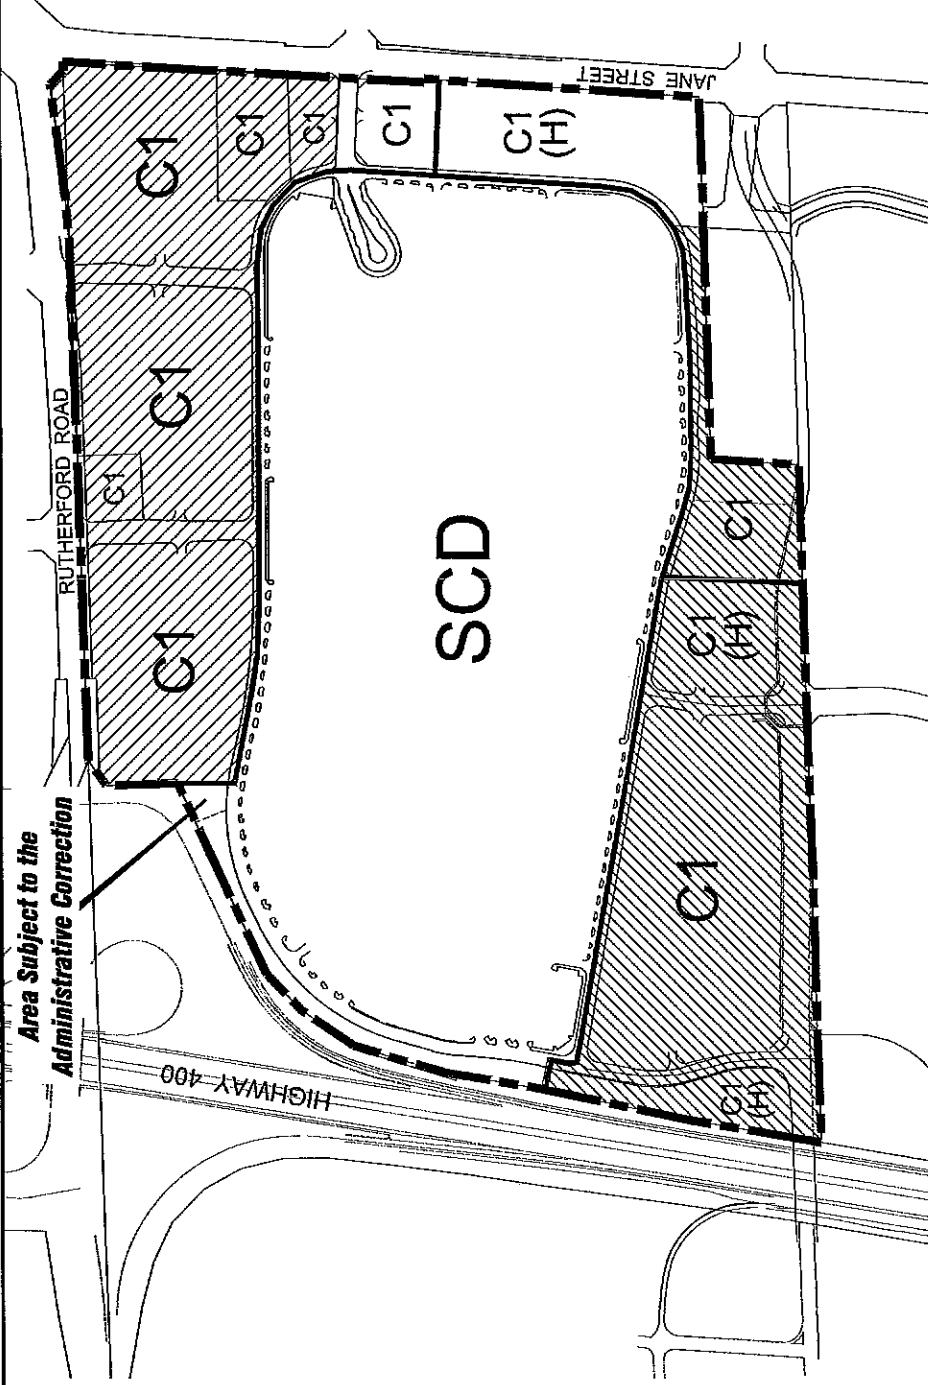 Area Subject to the
Administrative Correction
HIGHWAY 400
RUTHERFORD ROAD
JANE STREET
C1
C1
C1
C1
C1
C1
C1
C1
(H)
SCD
C1
C1
(H)
C1
C1
(H)